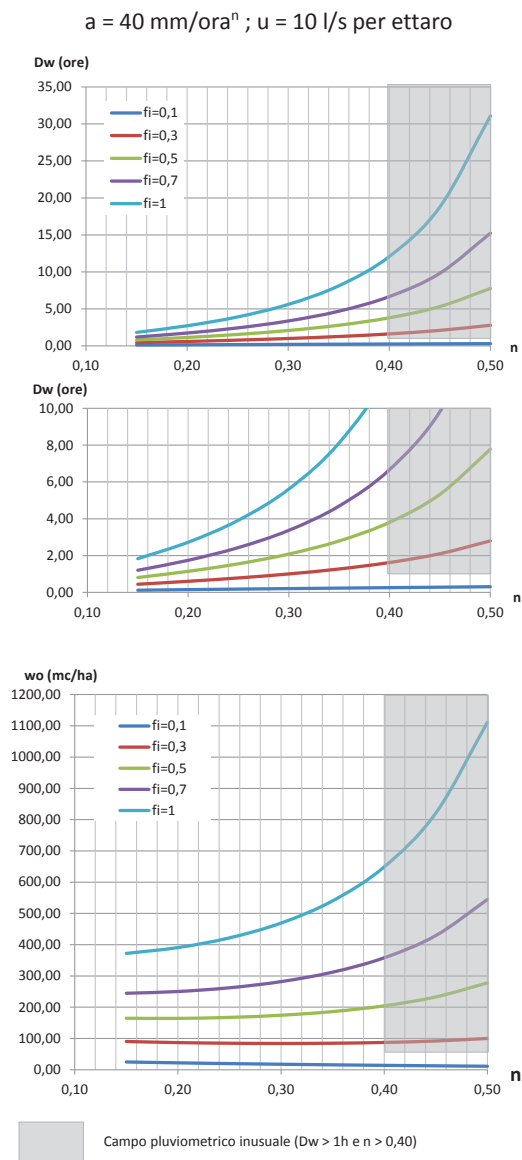 a = 40 mm/oraⁿ ; u = 10 l/s per ettaro
Dw (ore)
35,00
30,00
25,00
20,00
15,00
10,00
5,00
0,00
fi=0,1
fi=0,3
fi=0,5
fi=0,7
fi=1
0,10 0,20 0,30 0,40 0,50
n
Dw (ore)
10,00
8,00
6,00
4,00
2,00
0,00
0,10 0,20 0,30 0,40 0,50
n
wo (mc/ha)
1200,00
1100,00
1000,00
900,00
800,00
700,00
600,00
500,00
400,00
300,00
200,00
100,00
0,00
fi=0,1
fi=0,3
fi=0,5
fi=0,7
fi=1
0,10 0,20 0,30 0,40 0,50
n
Campo pluviometrico inusuale (Dw > 1h e n > 0,40)